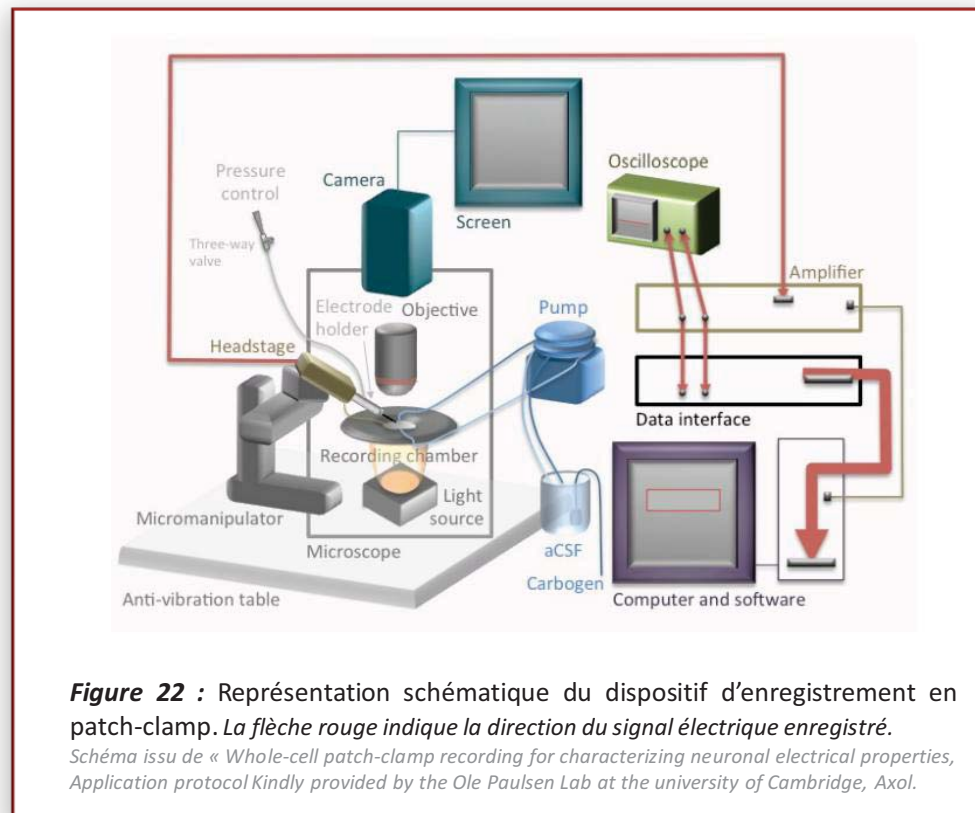 Pressure
control
Three-way
valve
Camera
Screen
Oscilloscope
Amplifier
Electrode
holder
Objective
Headstage
Pump
Data interface
Recording chamber
Light
source
Micromanipulator
Microscope
aCSF
Carbogen
Computer and software
Anti-vibration table
Figure 22 : Représentation schématique du dispositif d’enregistrement en
patch-clamp. La flèche rouge indique la direction du signal électrique enregistré.
Schéma issu de « Whole-cell patch-clamp recording for characterizing neuronal electrical properties,
Application protocol Kindly provided by the Ole Paulsen Lab at the university of Cambridge, Axol.